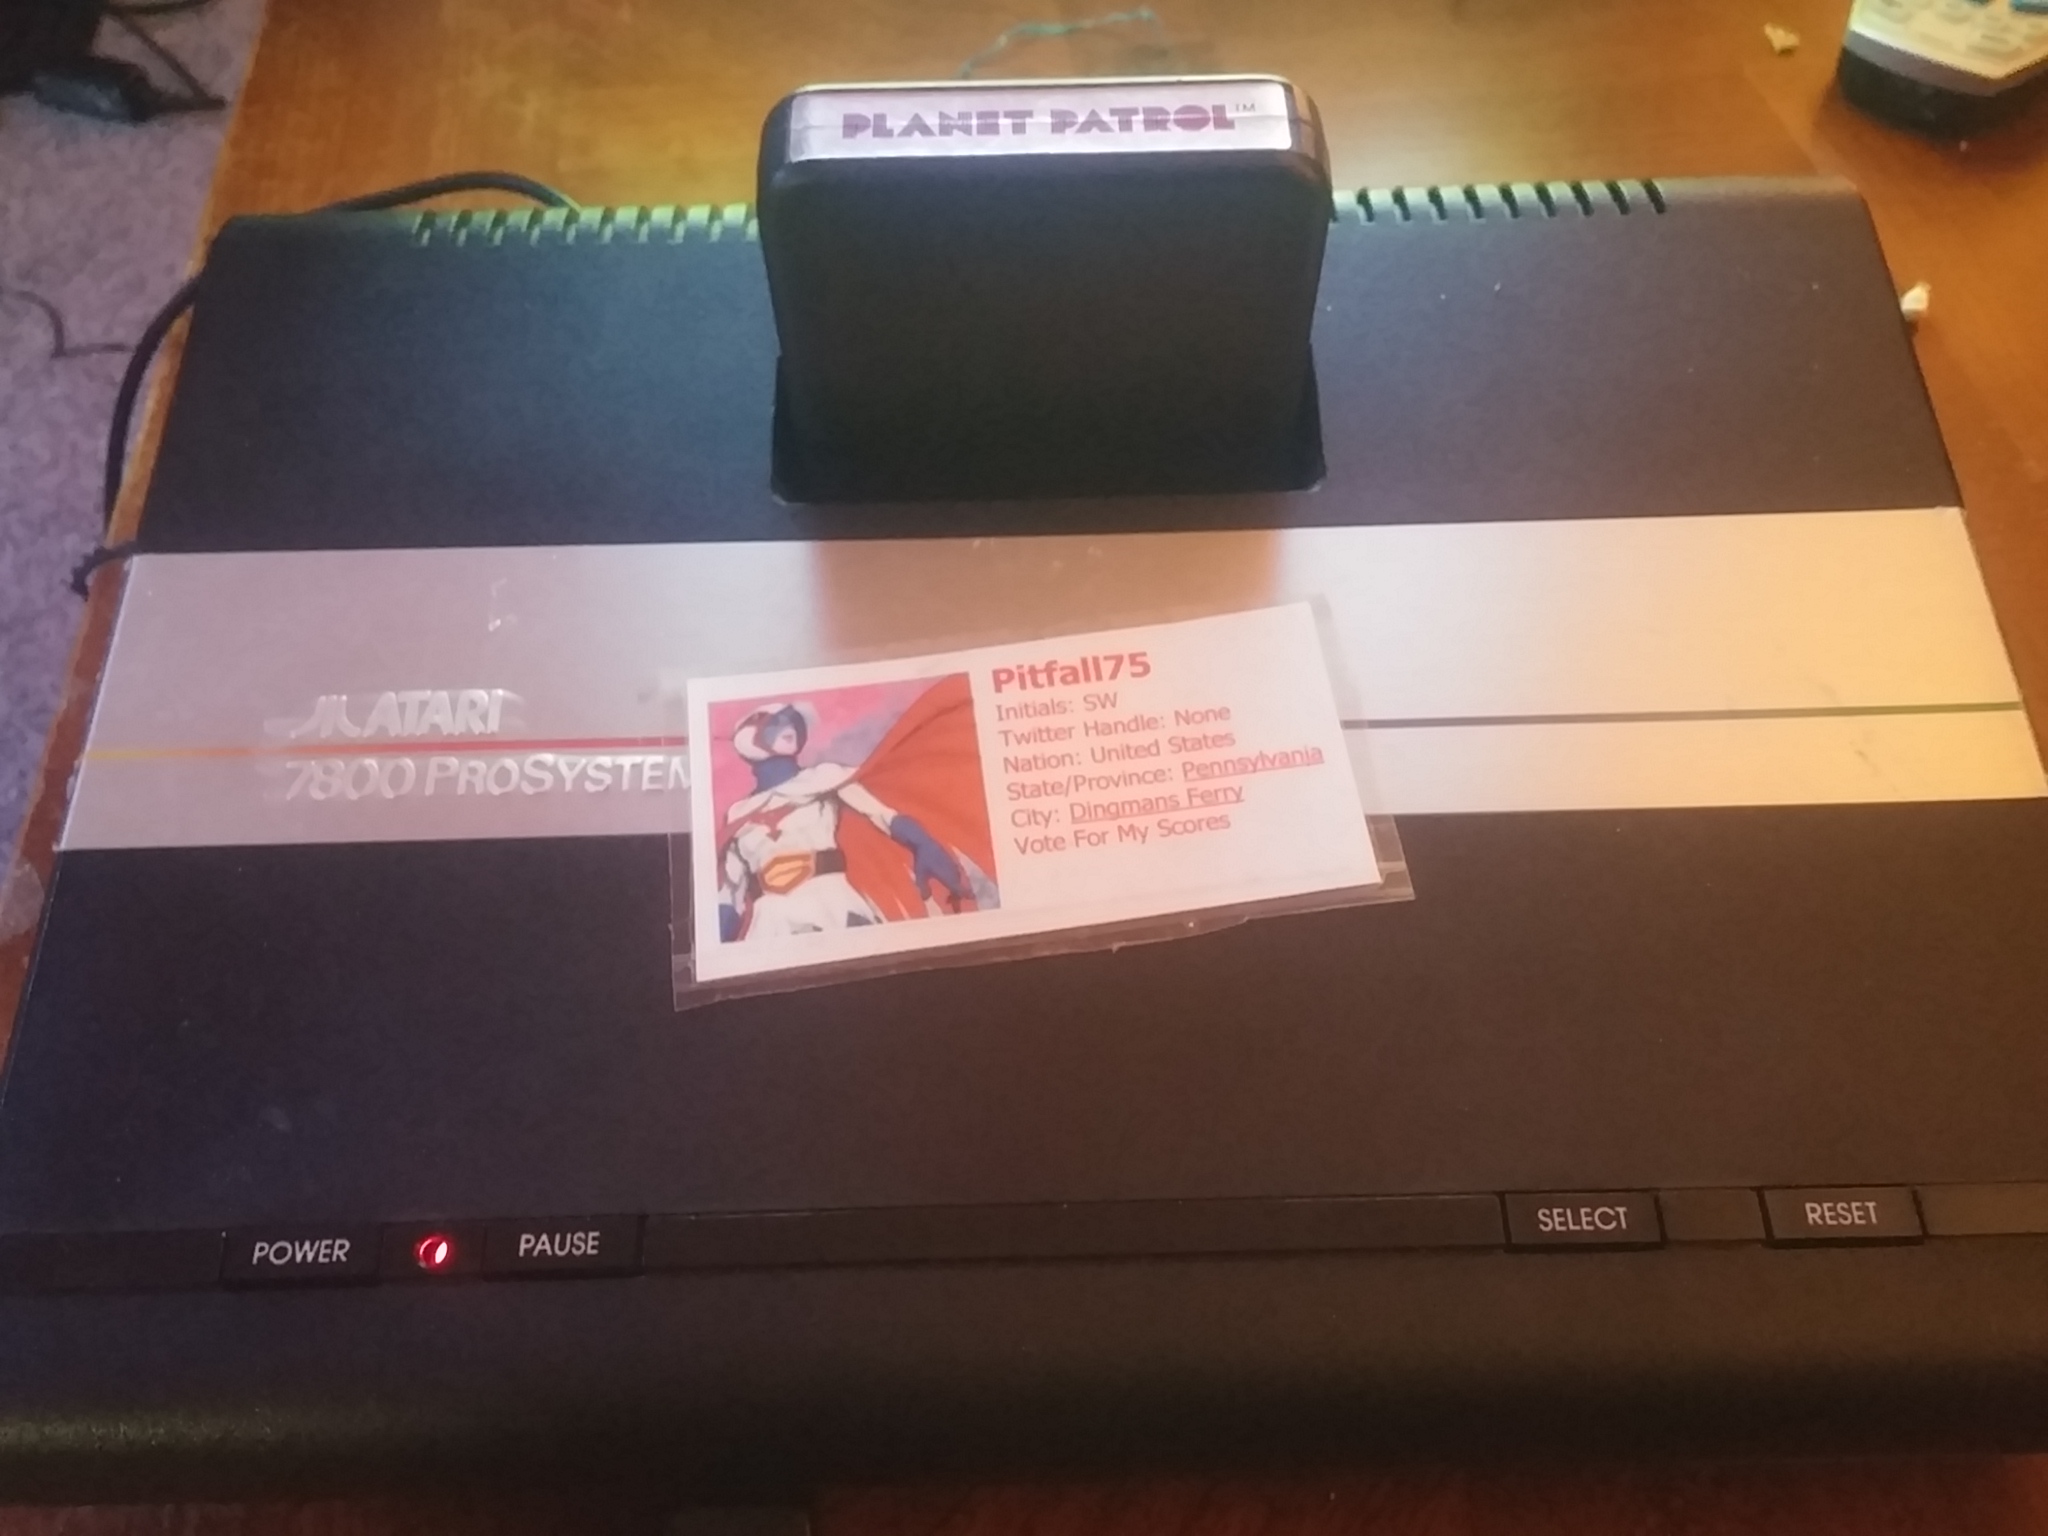 PLANET PATROL™
ATARI
7800 PROSYSTEM
Pitfall75
Initials: SW
Twitter Handle: None
Nation: United States
State/Province: Pennsylvania
City: Dingmans Ferry
Vote For My Scores
POWER
PAUSE
SELECT
RESET